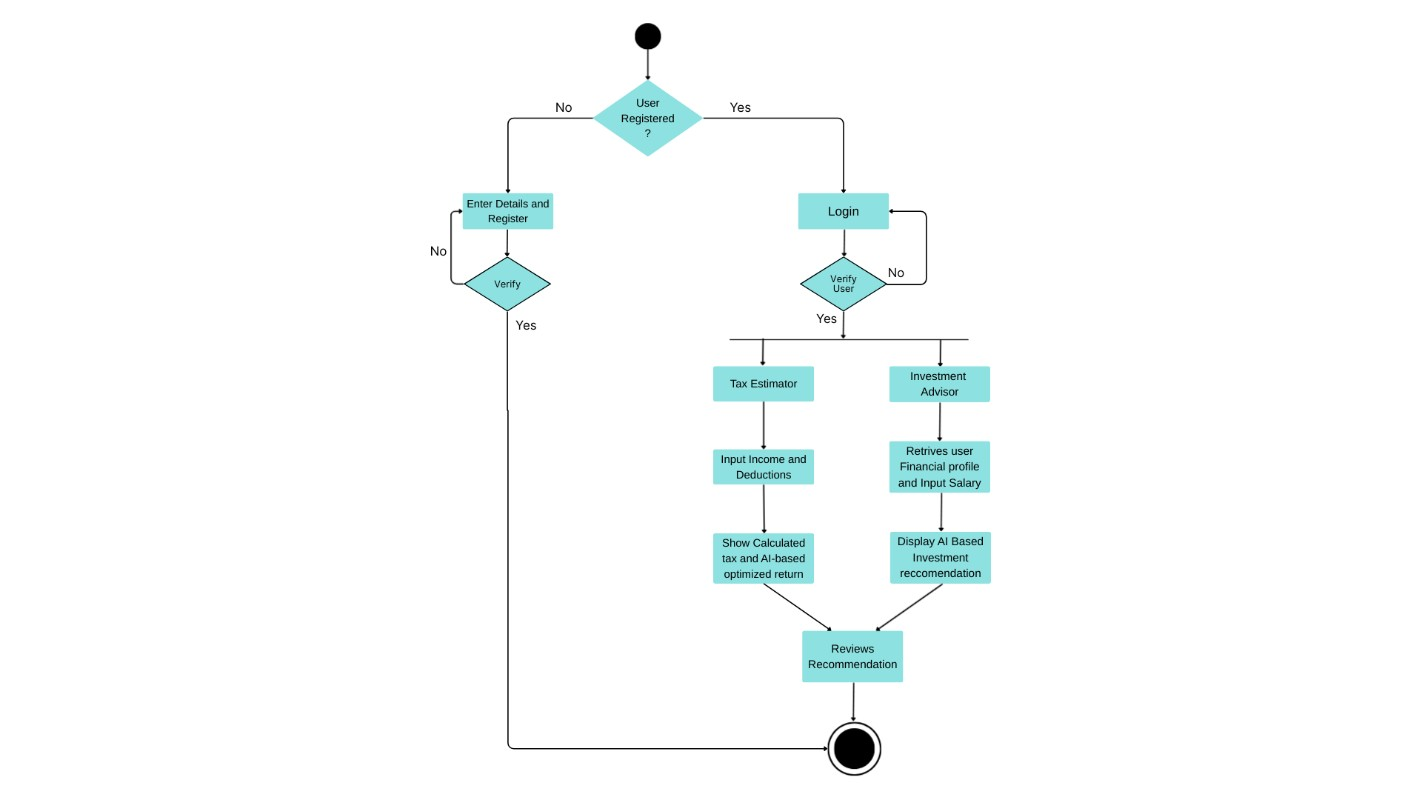 User
Registered
?
No
Yes
Enter Details and
Register
Login
No
Verify
Yes
Verify
User
No
Yes
Tax Estimator
Investment
Advisor
Input Income and
Deductions
Retrives user
Financial profile
and Input Salary
Show Calculated
tax and AI-based
optimized return
Display AI Based
Investment
reccomendation
Reviews
Recommendation